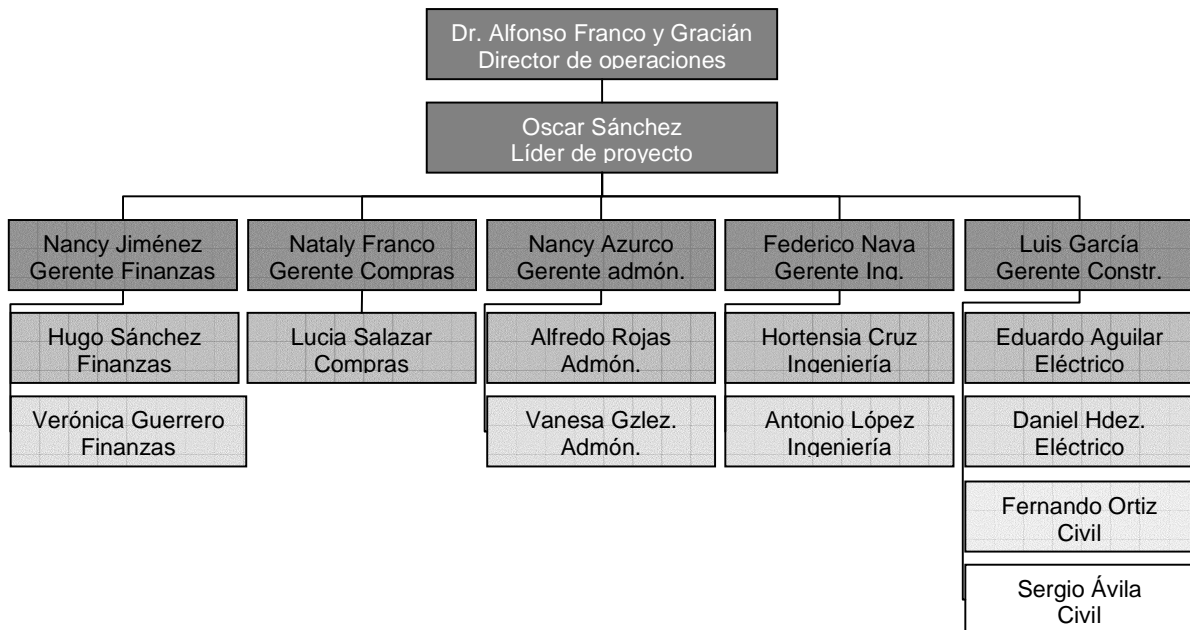 Dr. Alfonso Franco y Gracián
Director de operaciones
Oscar Sánchez
Líder de proyecto
Nancy Jiménez
Gerente Finanzas
Nataly Franco
Gerente Compras
Nancy Azurco
Gerente admón.
Federico Nava
Gerente Ing.
Luis García
Gerente Constr.
Hugo Sánchez
Finanzas
Lucia Salazar
Compras
Alfredo Rojas
Admón.
Hortensia Cruz
Ingeniería
Eduardo Aguilar
Eléctrico
Verónica Guerrero
Finanzas
Vanesa Gzlez.
Admón.
Antonio López
Ingeniería
Daniel Hdez.
Eléctrico
Fernando Ortiz
Civil
Sergio Ávila
Civil